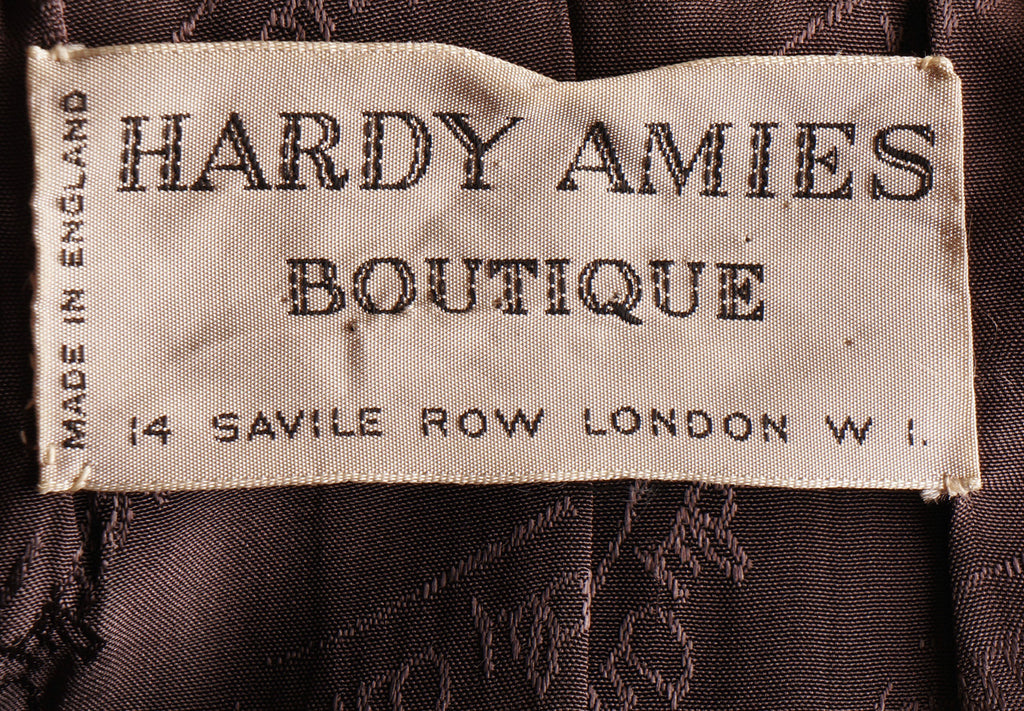 HARDY AMIES
BOUTIQUE
14 SAVILE ROW LONDON W 1.
MADE IN ENGLAND